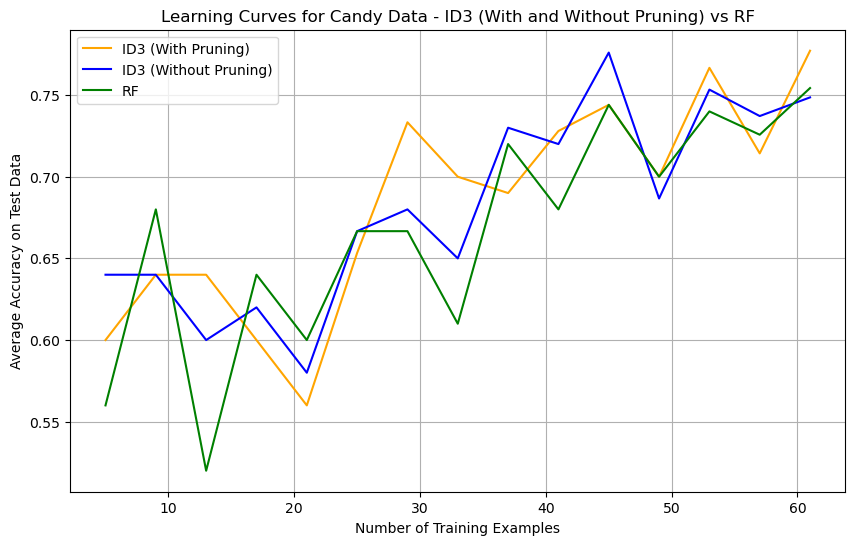 Learning Curves for Candy Data - ID3 (With and Without Pruning) vs RF
ID3 (With Pruning)
ID3 (Without Pruning)
RF
Average Accuracy on Test Data
0.75
0.70
0.65
0.60
0.55
10 20 30 40 50 60
Number of Training Examples